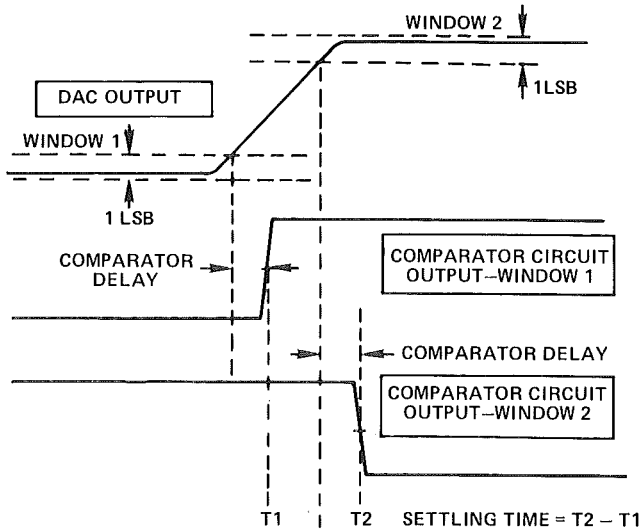 WINDOW 2
1LSB
DAC OUTPUT
WINDOW 1
1 LSB
COMPARATOR
DELAY
COMPARATOR CIRCUIT
OUTPUT–WINDOW 1
COMPARATOR DELAY
COMPARATOR CIRCUIT
OUTPUT–WINDOW 2
T1
T2
SETTLING TIME = T2 – T1